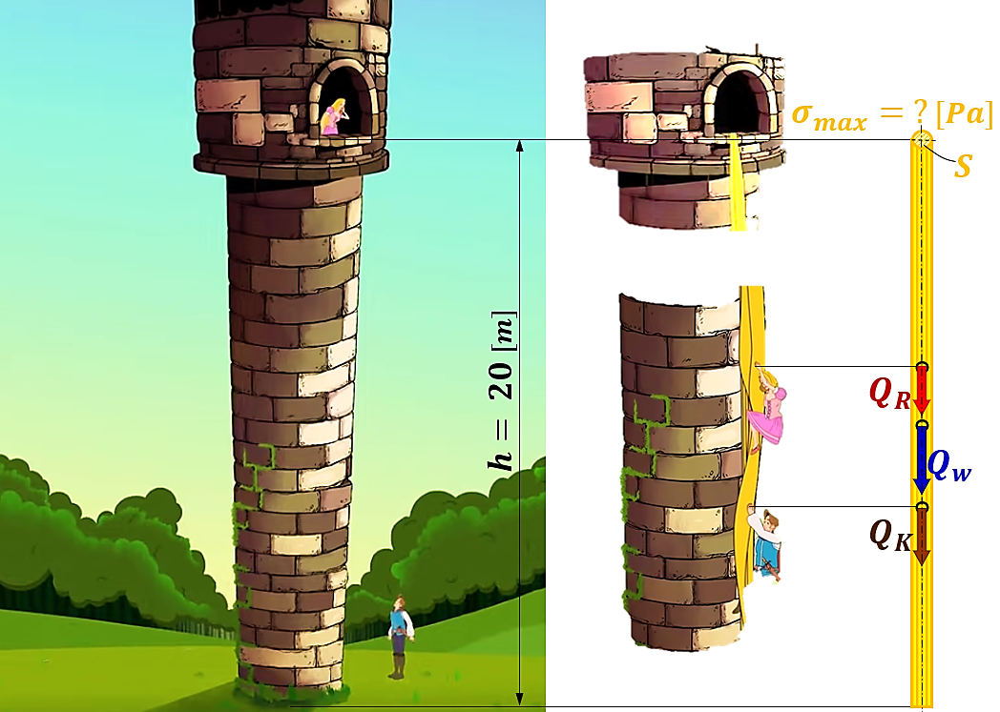 σmax = ? [Pa]
S
h = 20 [m]
QR
Qw
QK